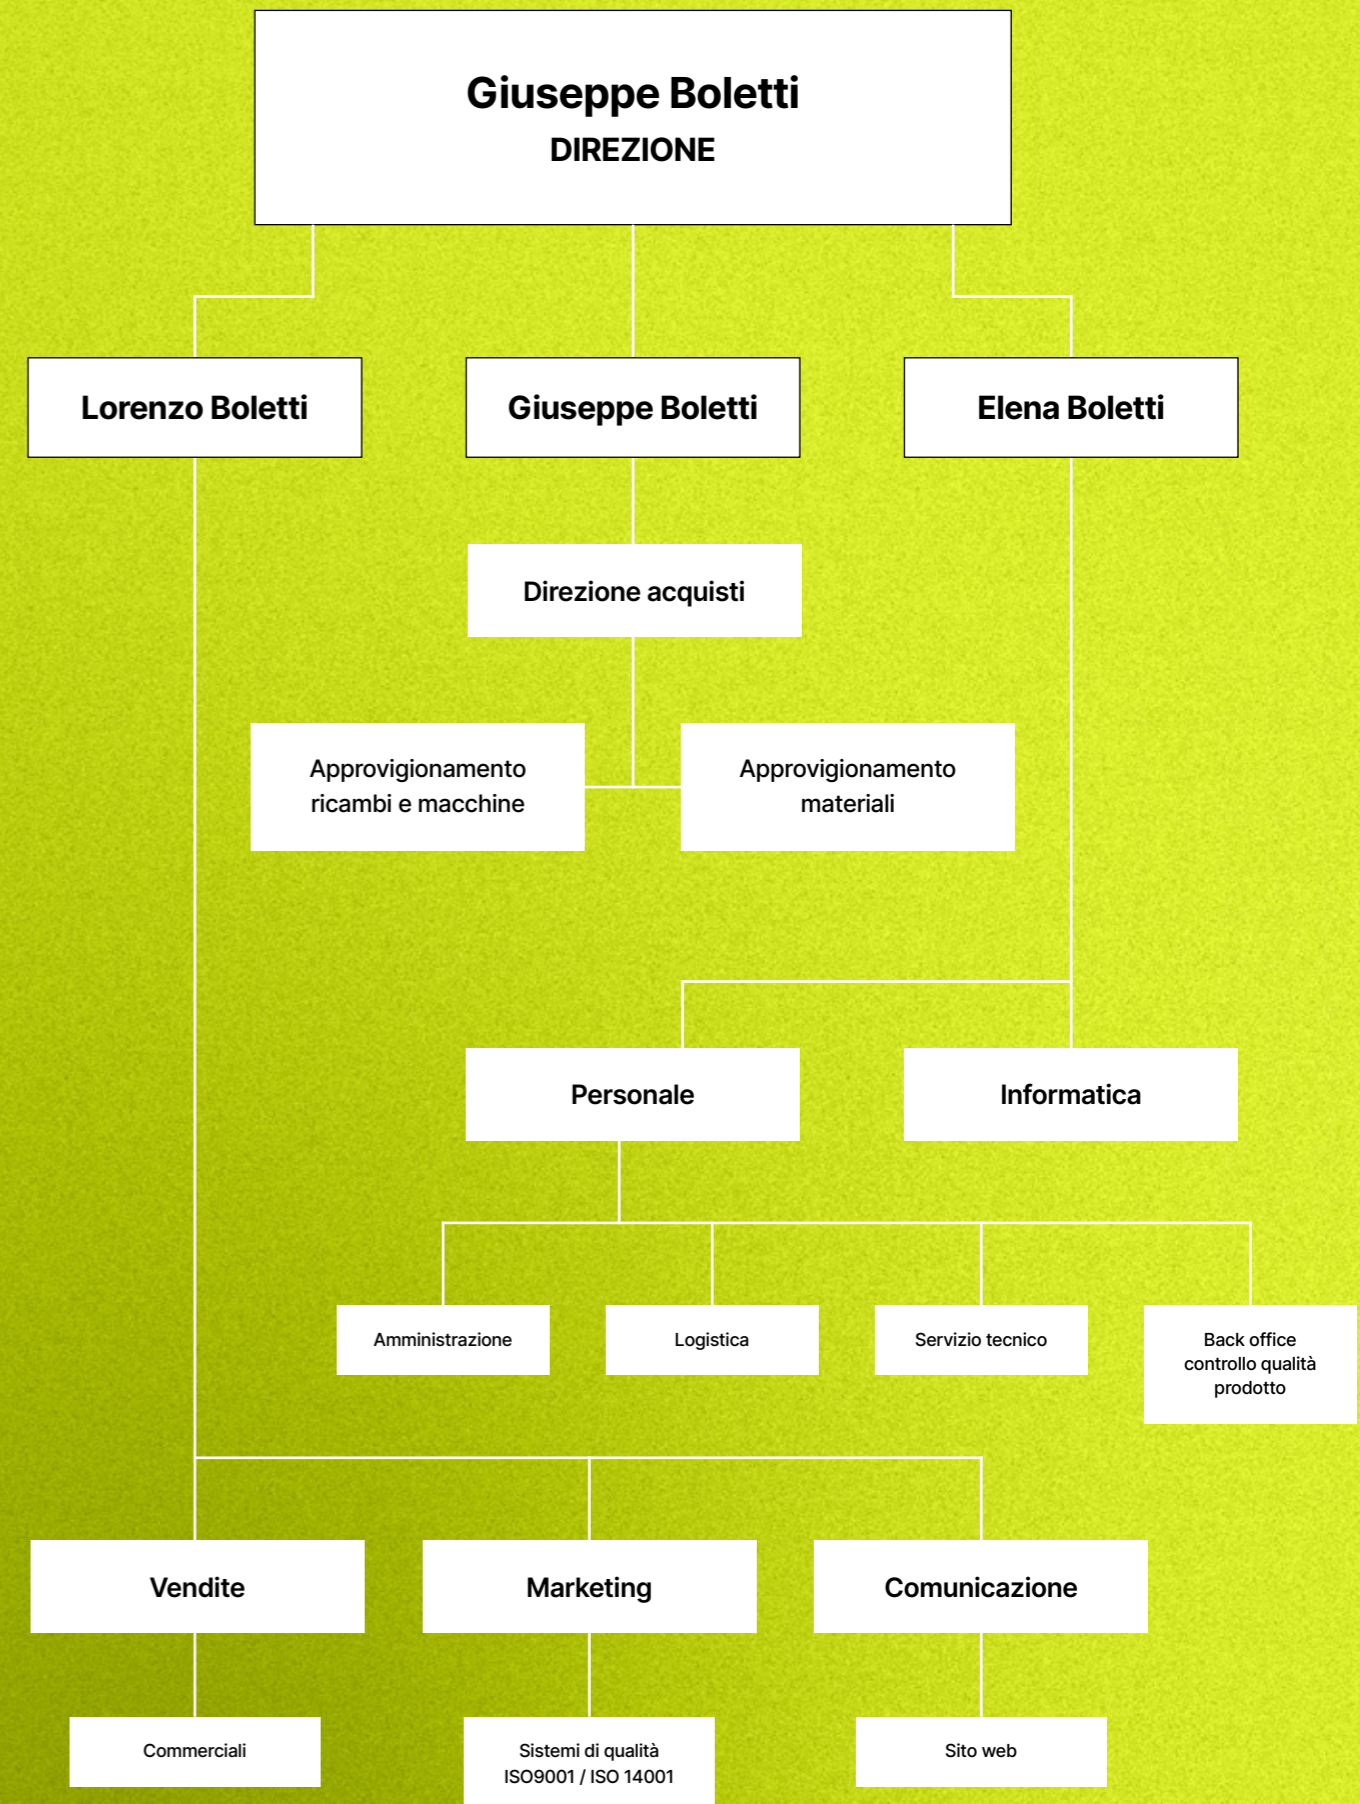 Giuseppe Boletti
DIREZIONE
Lorenzo Boletti
Giuseppe Boletti
Elena Boletti
Direzione acquisti
Approvigionamento
ricambi e macchine
Approvigionamento
materiali
Personale
Informatica
Amministrazione
Logistica
Servizio tecnico
Back office
controllo qualità
prodotto
Vendite
Marketing
Comunicazione
Commerciali
Sistemi di qualità
ISO9001 / ISO 14001
Sito web